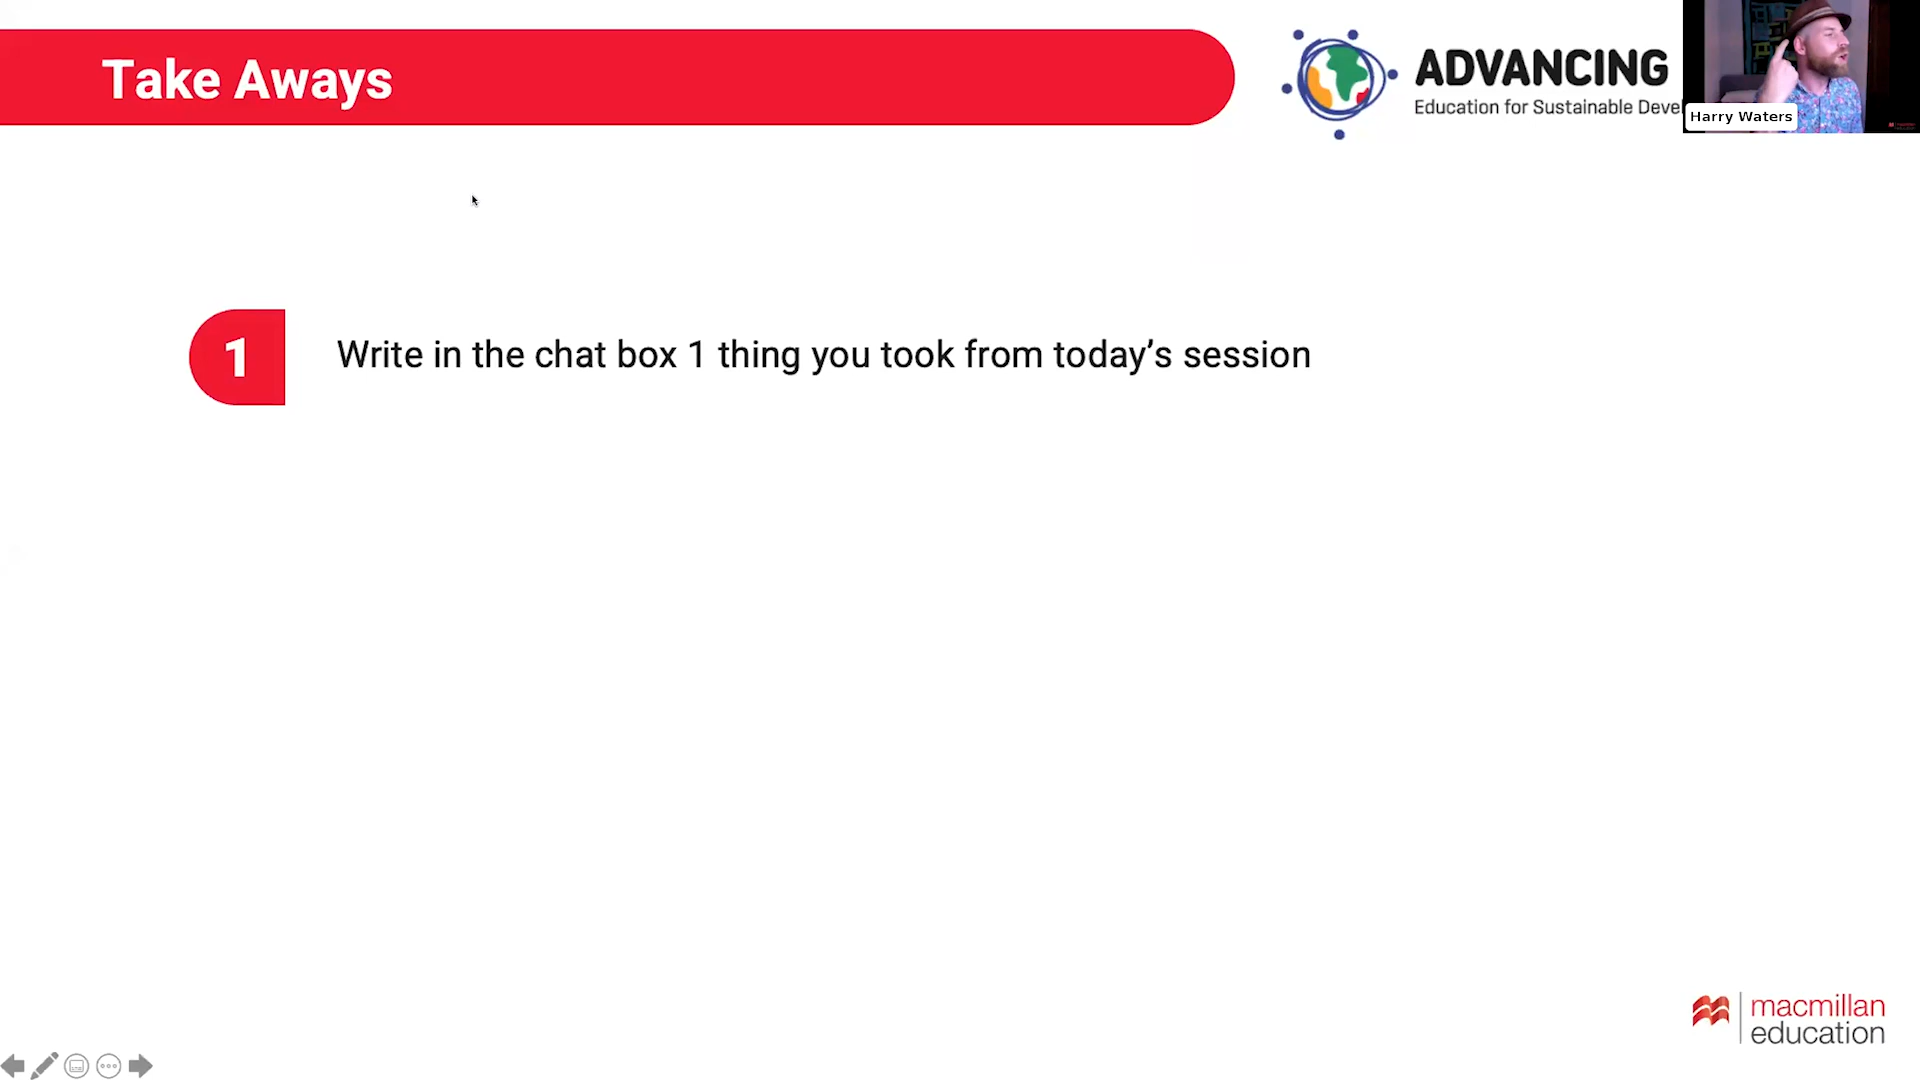 Take Aways
ADVANCING
Education for Sustainable Deve
Harry Waters
1
Write in the chat box 1 thing you took from today’s session
macmillan
education